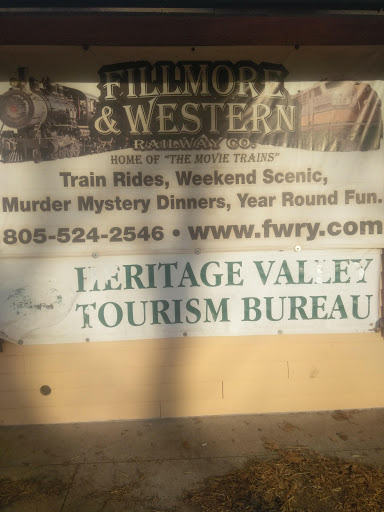 FILLMORE
& WESTERN
RAILWAY CO.
HOME OF "THE MOVIE TRAINS"
Train Rides, Weekend Scenic,
Murder Mystery Dinners, Year Round Fun.
805-524-2546 • www.fwry.com
HERITAGE VALLEY
TOURISM BUREAU